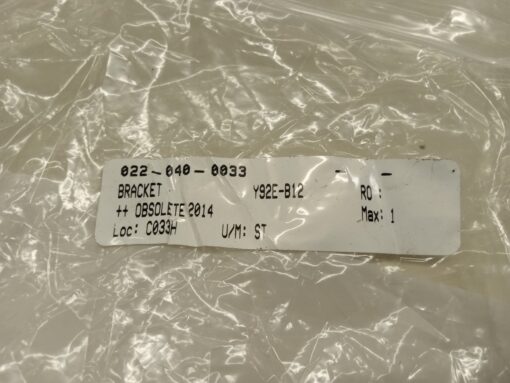 022-040-0033 - -
BRACKET : Y92E-B12 RO :
++ OBSOLETE 2014 Max: 1
Loc: C033H U/M: ST